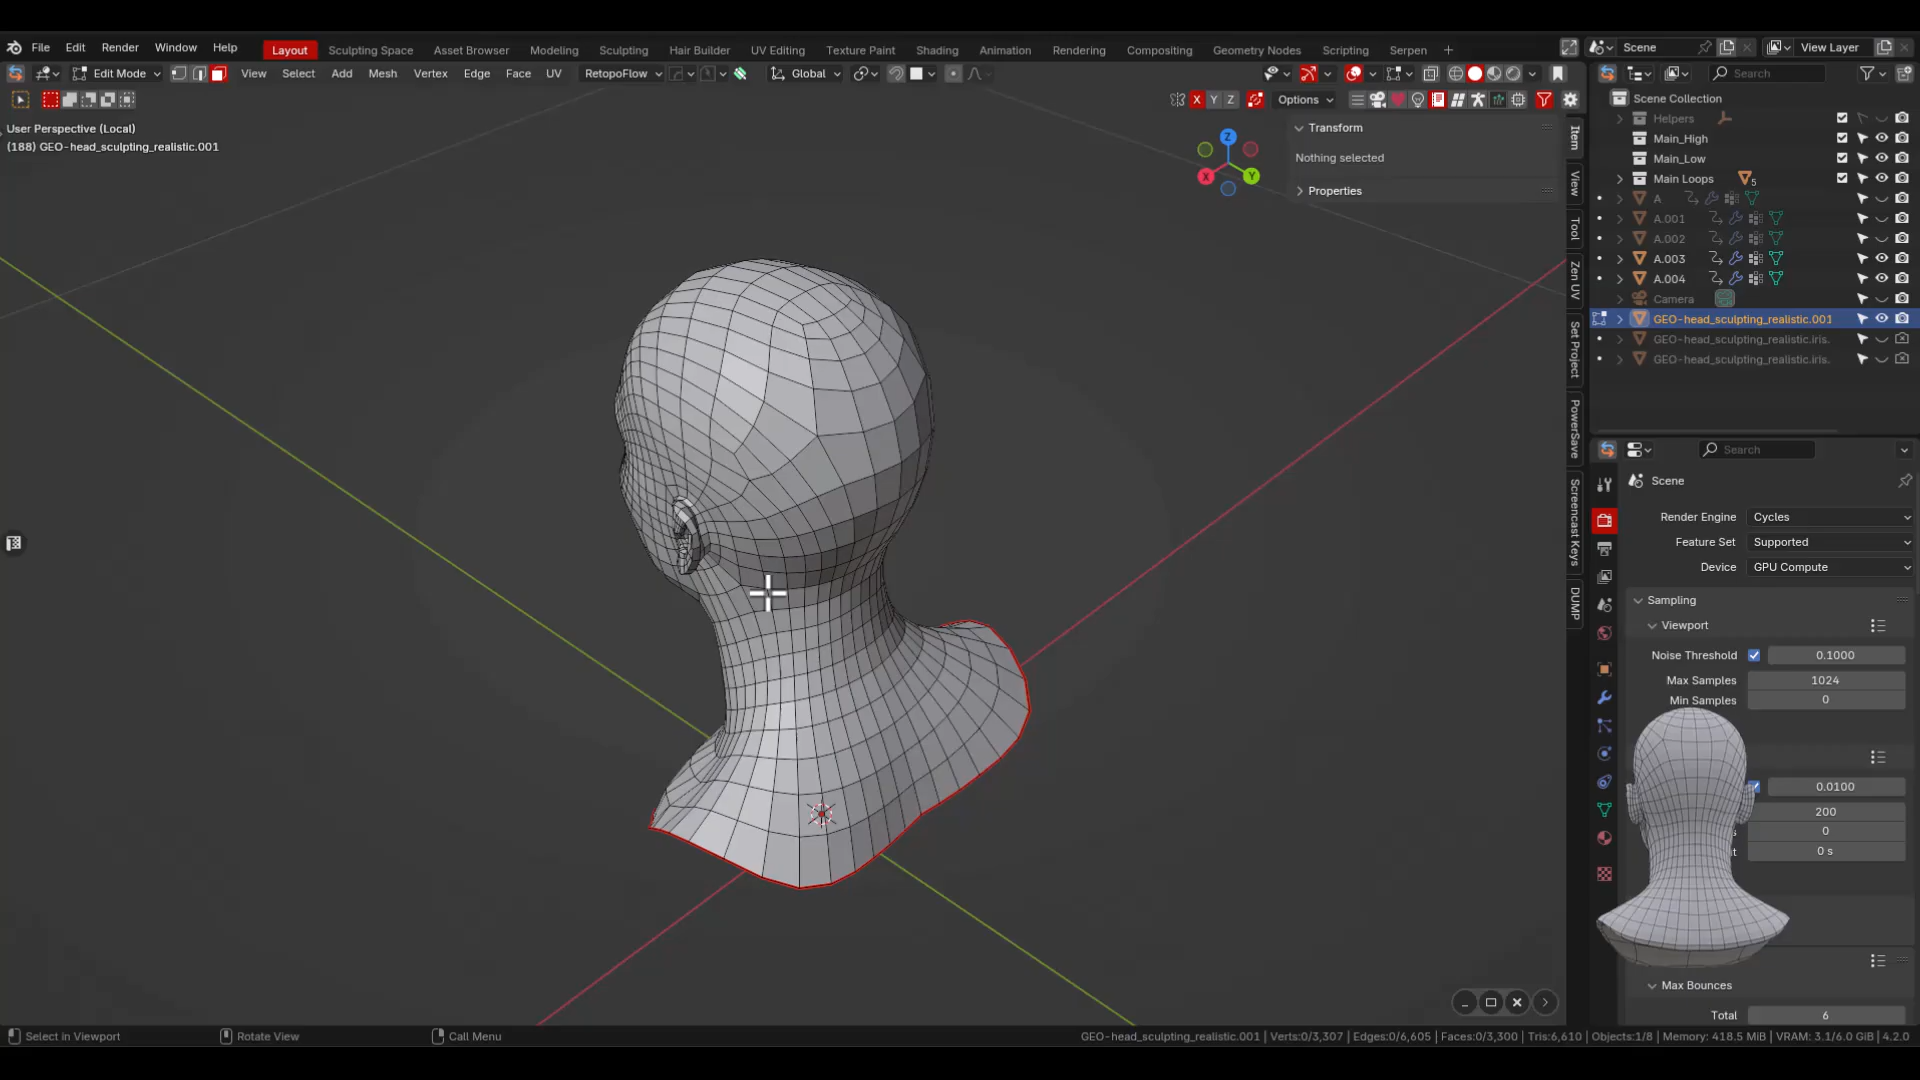 File Edit Render Window Help Layout Sculpting Space Asset Browser Modeling Sculpting Hair Builder UV Editing Texture Paint Shading Animation Rendering Compositing Geometry Nodes Scripting Serpen + Scene View Layer
Edit Mode View Select Add Mesh Vertex Edge Face UV RetopoFlow Global Search
X Y Z Options
User Perspective (Local)
(188) GEO-head_sculpting_realistic.001
Z
X
Y
Transform
Nothing selected
Properties
Item
View
Tool
Zen UV
Set Project
PowerSave
Screencast Keys
DUMP
Scene Collection
Helpers
Main_High
Main_Low
Main Loops 5
A
A.001
A.002
A.003
A.004
Camera
GEO-head_sculpting_realistic.001
GEO-head_sculpting_realistic.iris.
GEO-head_sculpting_realistic.iris.
Search
Scene
Render Engine Cycles
Feature Set Supported
Device GPU Compute
Sampling
Viewport
Noise Threshold 0.1000
Max Samples 1024
Min Samples 0
0.0100
200
0
0 s
Max Bounces
Total 6
Select in Viewport Rotate View Call Menu GEO-head_sculpting_realistic.001 | Verts:0/3,307 | Edges:0/6,605 | Faces:0/3,300 | Tris:6,610 | Objects:1/8 | Memory: 418.5 MiB | VRAM: 3.1/6.0 GiB | 4.2.0